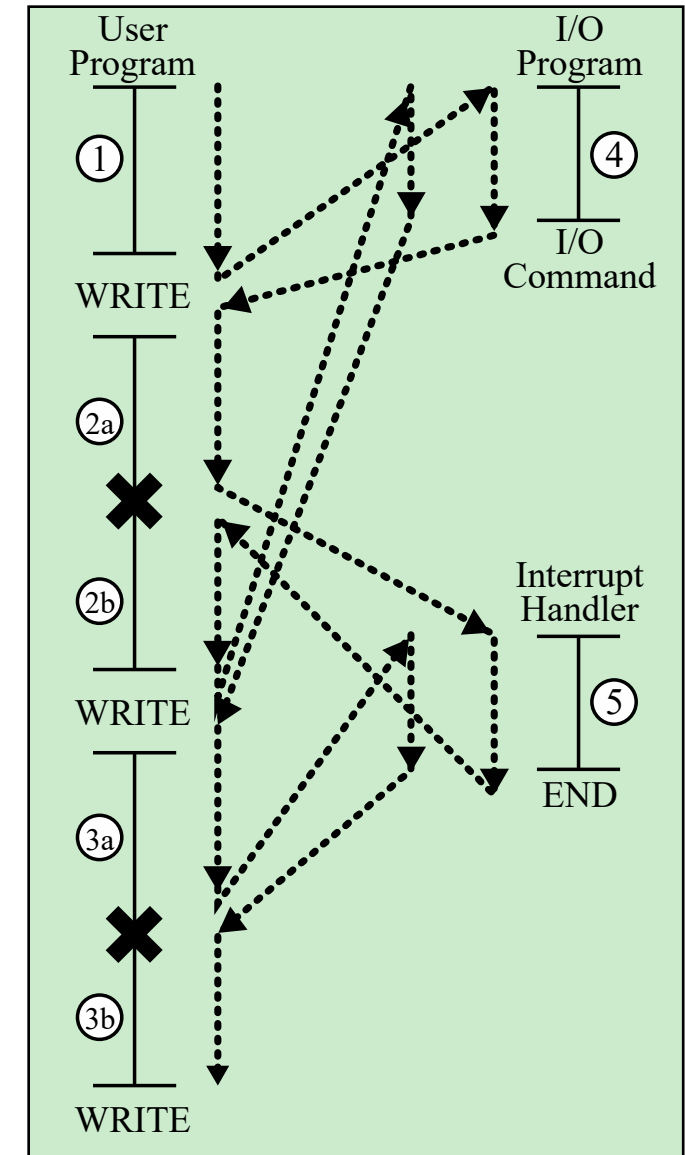 User
Program
1
WRITE
2a
2b
WRITE
3a
3b
WRITE
I/O
Program
4
I/O
Command
Interrupt
Handler
5
END